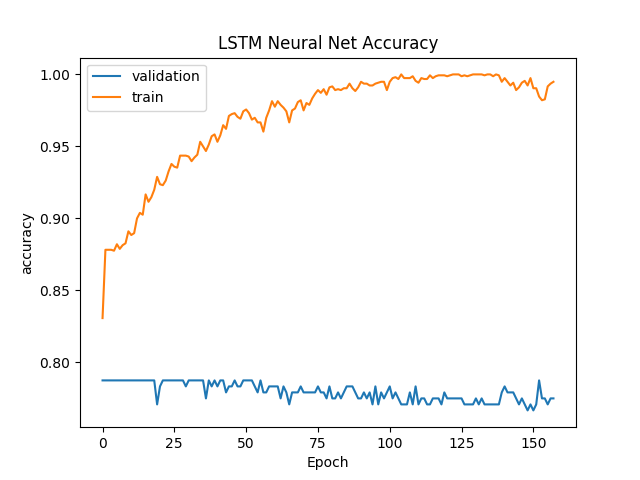 LSTM Neural Net Accuracy
validation
train
1.00
0.95
0.90
0.85
0.80
accuracy
0 25 50 75 100 125 150
Epoch